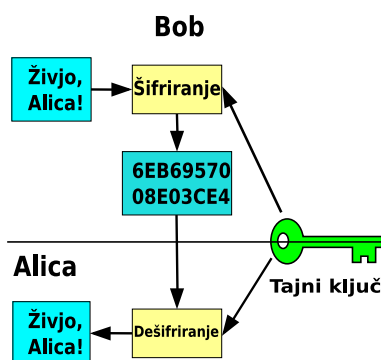 Bob
Živjo,
Alica!
Šifriranje
6EB69570
08E03CE4
Alica
Tajni ključ
Živjo,
Alica!
Dešifriranje